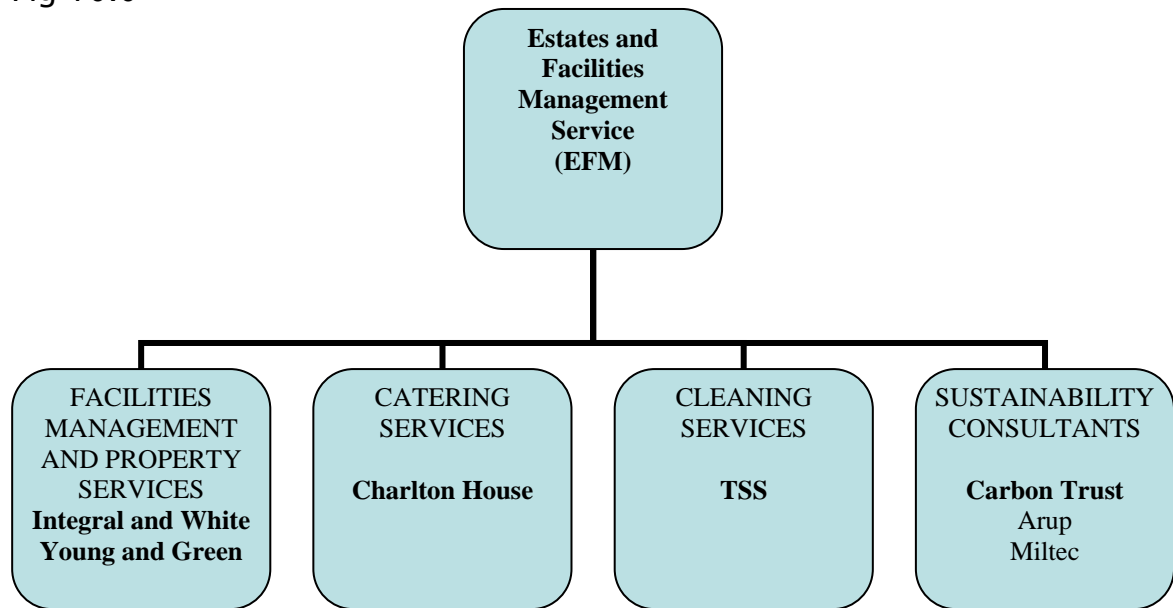 Estates and
Facilities
Management
Service
(EFM)
FACILITIES
MANAGEMENT
AND PROPERTY
SERVICES
Integral and White
Young and Green
CATERING
SERVICES
Charlton House
CLEANING
SERVICES
TSS
SUSTAINABILITY
CONSULTANTS
Carbon Trust
Arup
Miltec